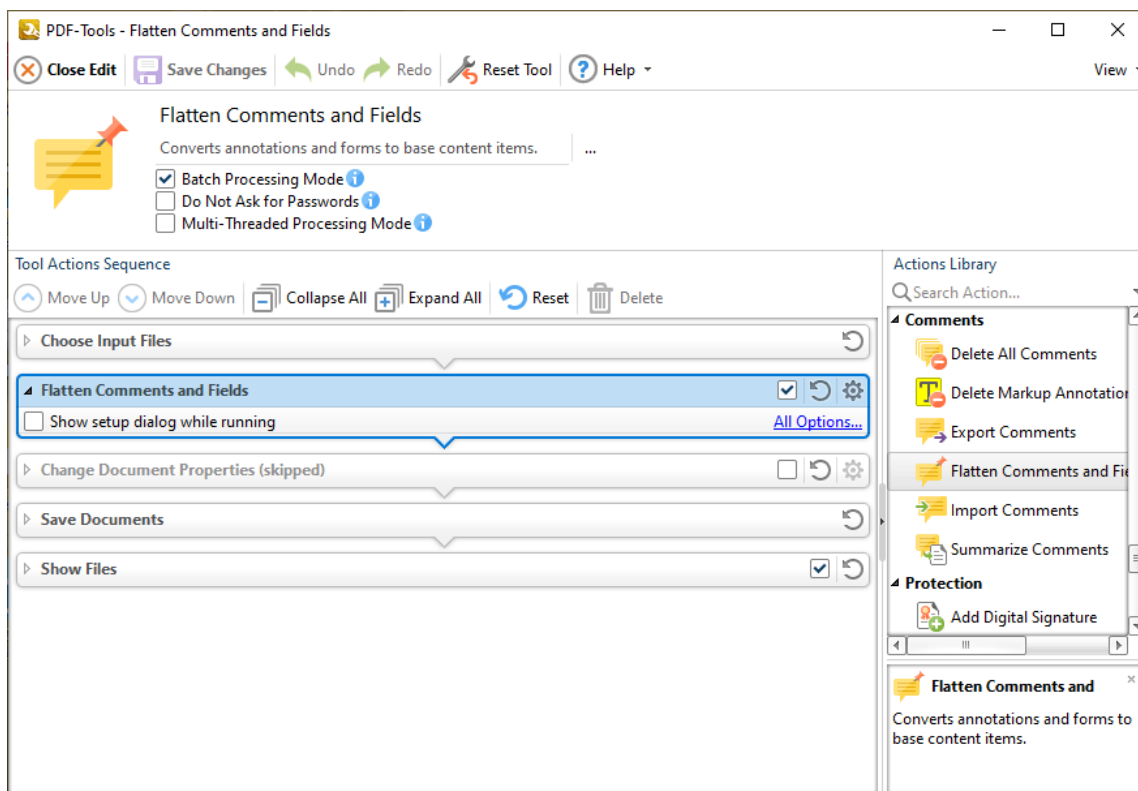 PDF-Tools - Flatten Comments and Fields
Close Edit Save Changes Undo Redo Reset Tool ? Help View
Flatten Comments and Fields
Converts annotations and forms to base content items. ...
Batch Processing Mode i
Do Not Ask for Passwords i
Multi-Threaded Processing Mode i
Tool Actions Sequence
Move Up Move Down Collapse All Expand All Reset Delete
Choose Input Files
Flatten Comments and Fields
Show setup dialog while running All Options...
Change Document Properties (skipped)
Save Documents
Show Files
Actions Library
Search Action...
Comments
Delete All Comments
T Delete Markup Annotation
Export Comments
Flatten Comments and Fie
Import Comments
Summarize Comments
Protection
Add Digital Signature
Flatten Comments and
Converts annotations and forms to
base content items.